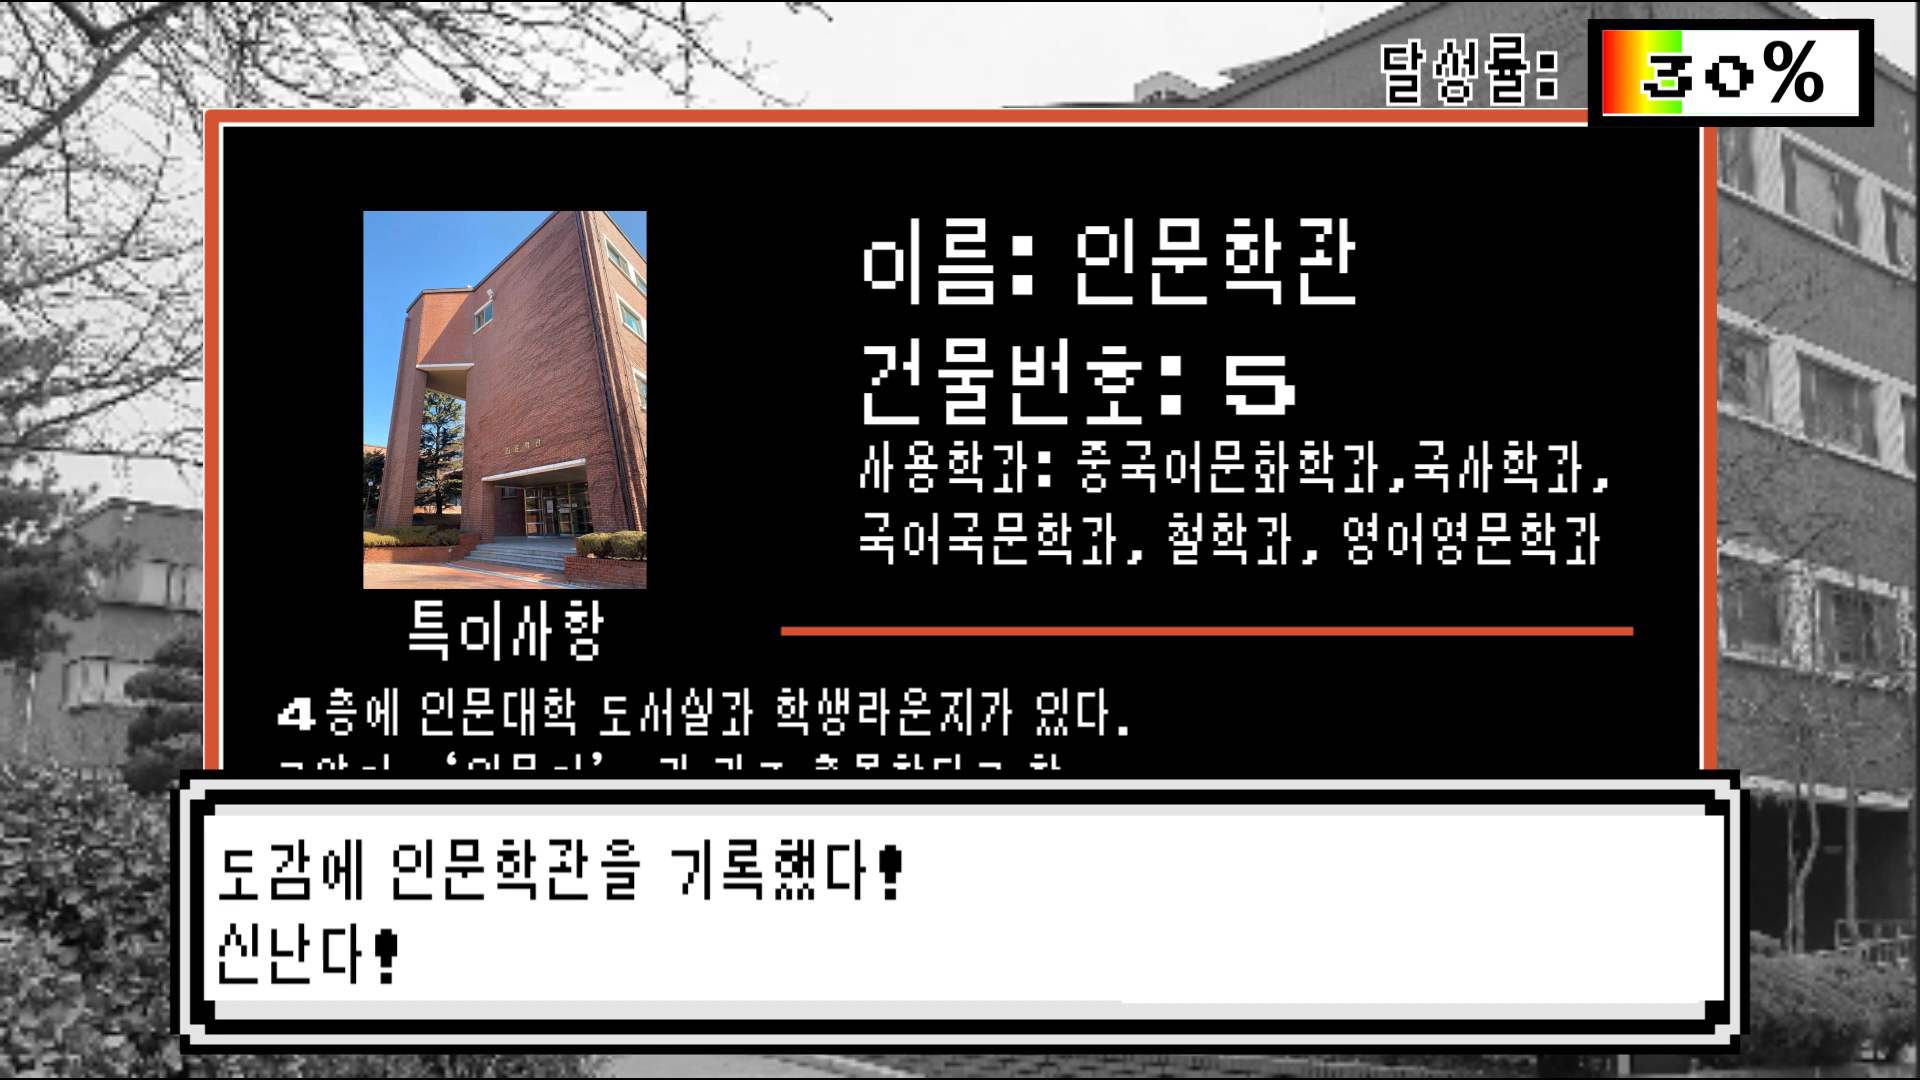 달성률: 30%
이름: 인문학관
건물번호: 5
사용학과: 중국어문화학과,국사학과,
국어국문학과, 철학과, 영어영문학과
특이사항
4층에 인문대학 도서실과 학생라운지가 있다.
도감에 인문학관을 기록했다!
신난다!